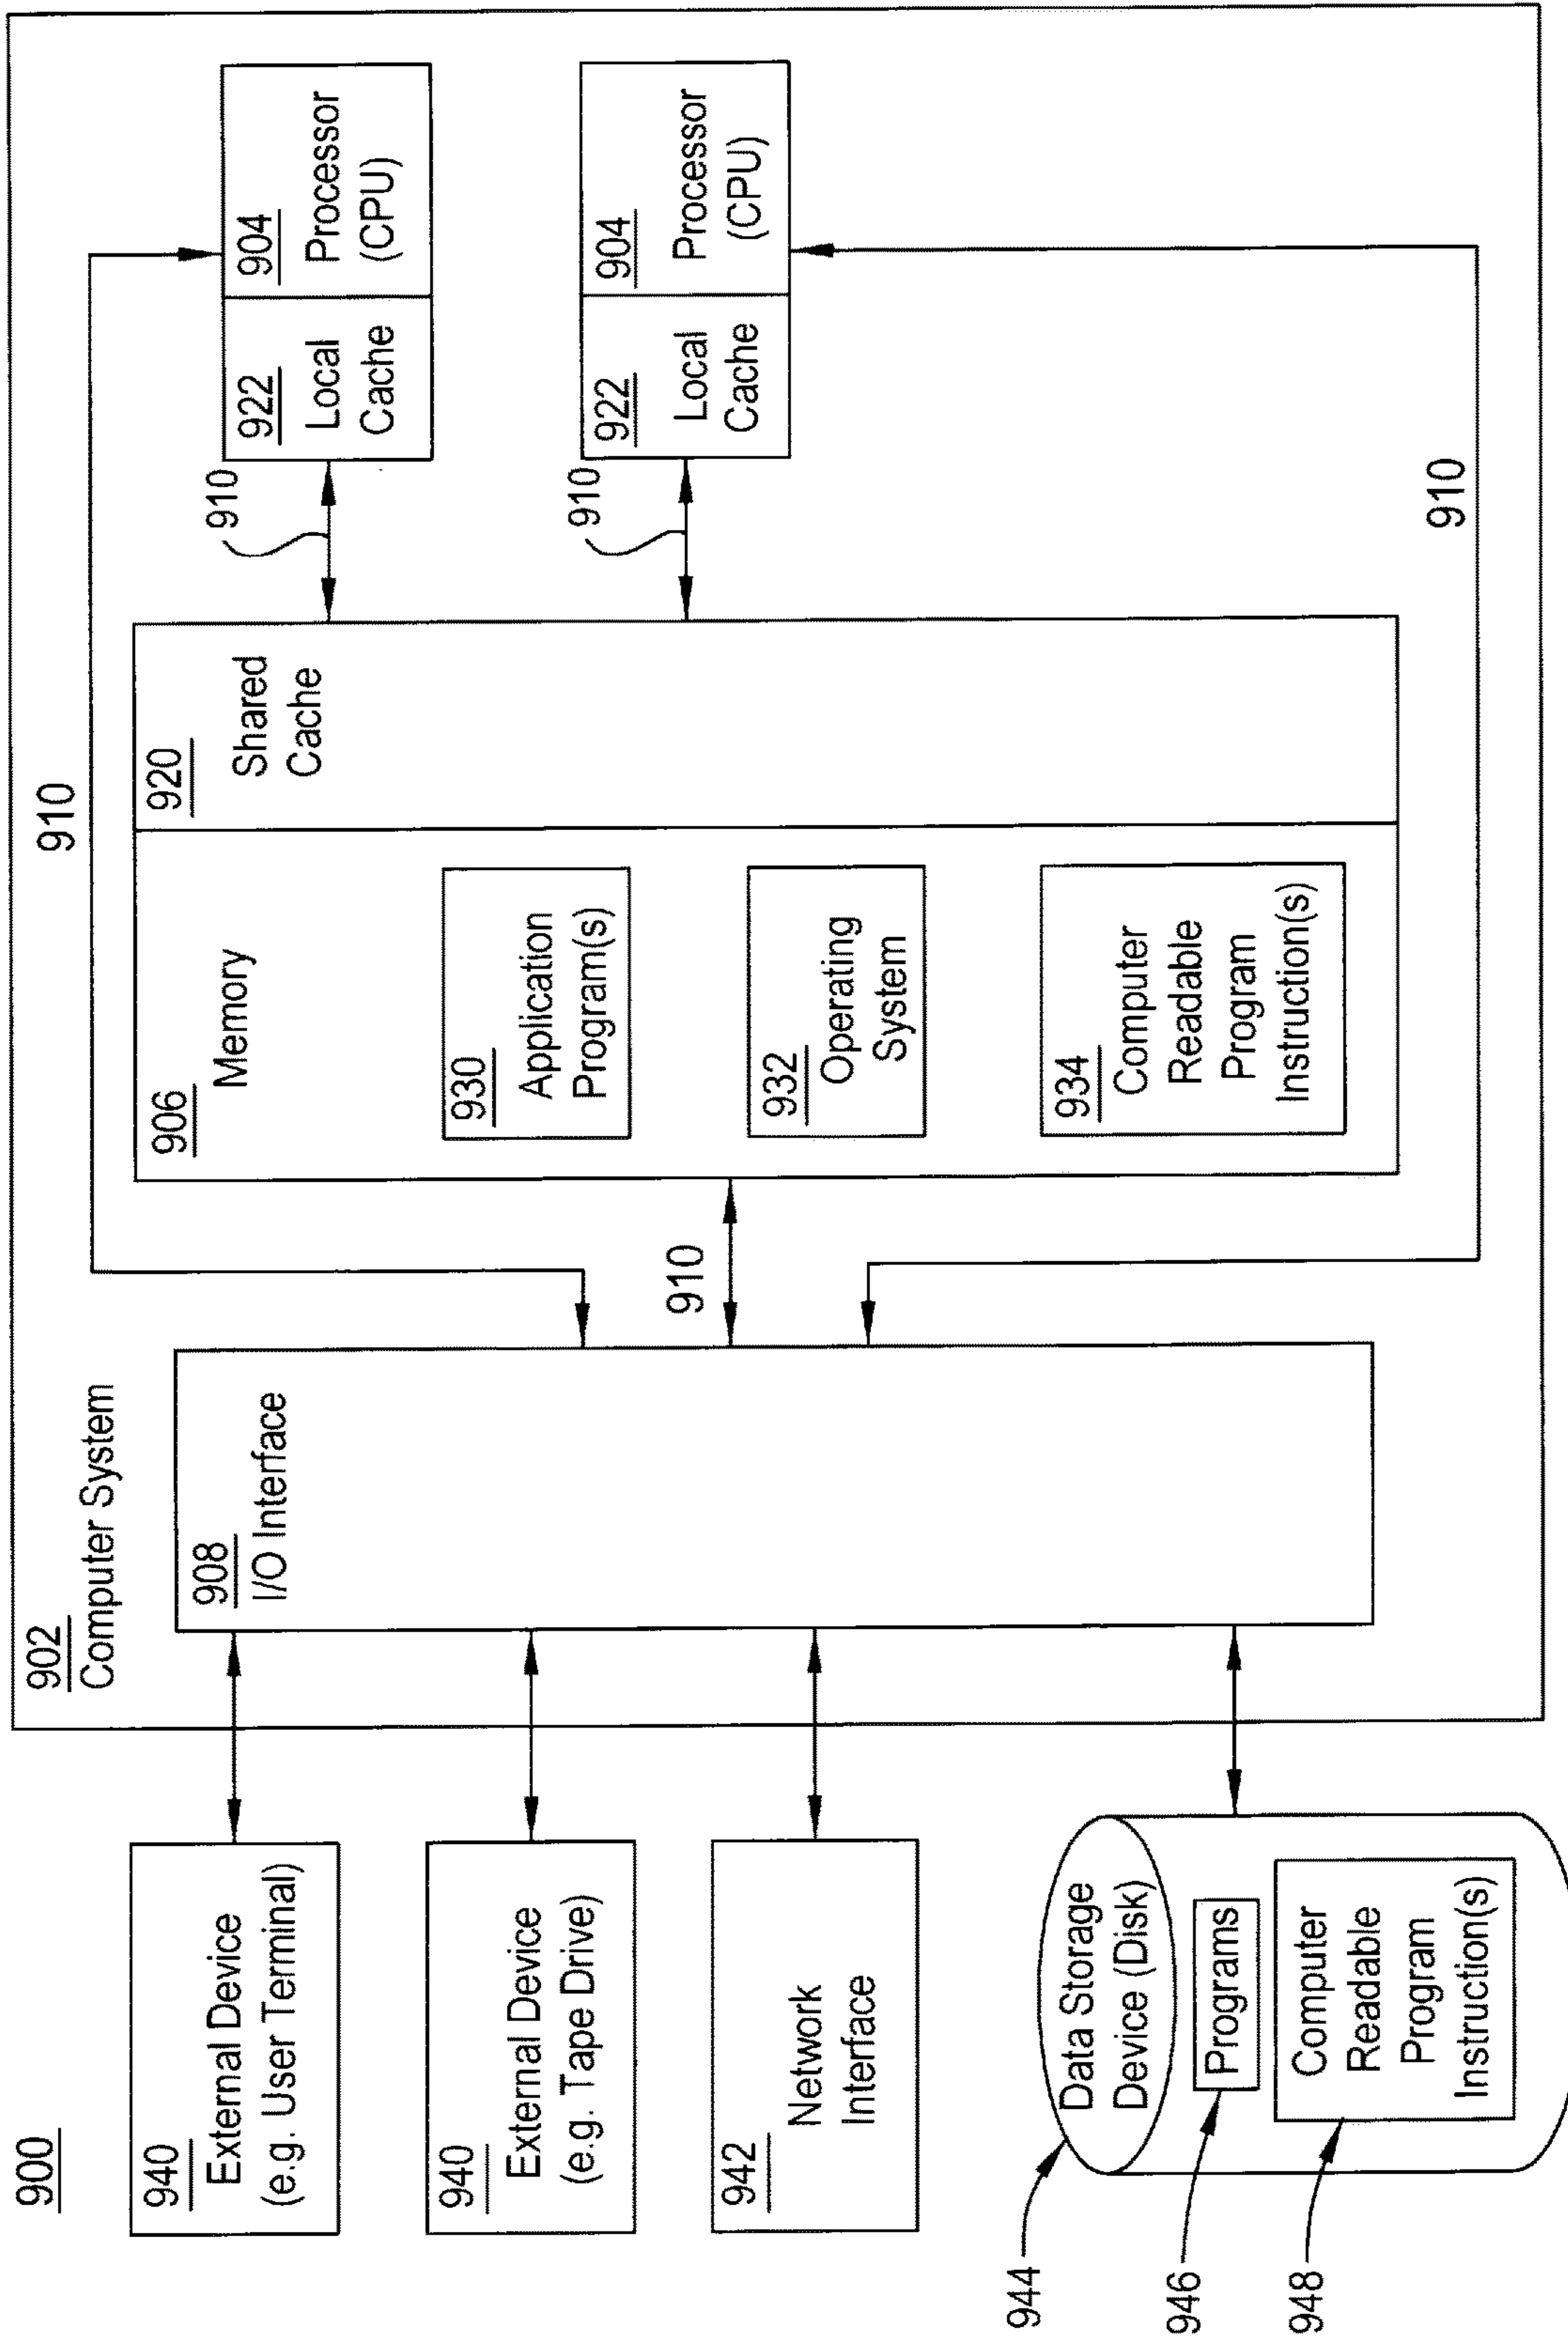 900
902
Computer System
940
External Device
(e.g. User Terminal)
940
External Device
(e.g. Tape Drive)
942
Network
Interface
944
Data Storage
Device (Disk)
946
Programs
948
Computer
Readable
Program
Instruction(s)
908
I/O Interface
910
910
906
Memory
930
Application
Program(s)
932
Operating
System
934
Computer
Readable
Program
Instruction(s)
920
Shared
Cache
910
922
Local
Cache
904
Processor
(CPU)
910
922
Local
Cache
904
Processor
(CPU)
910